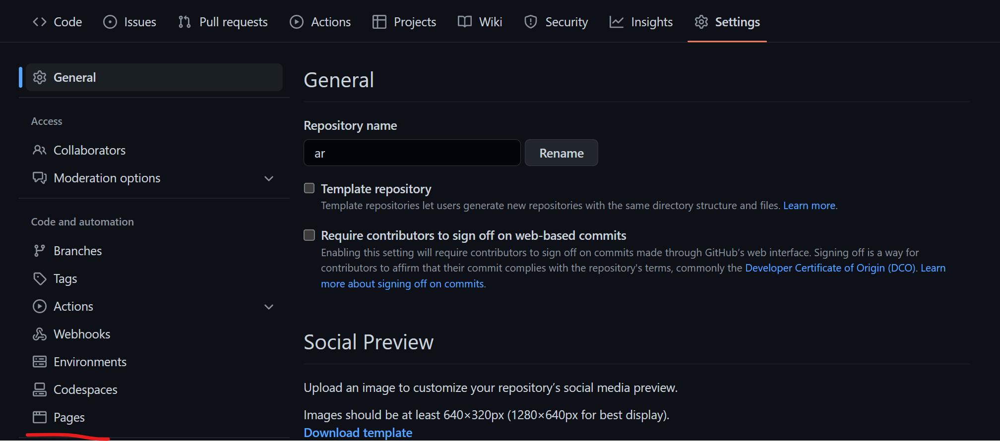 Code Issues Pull requests Actions Projects Wiki Security Insights Settings
General
Access
Collaborators
Moderation options
Code and automation
Branches
Tags
Actions
Webhooks
Environments
Codespaces
Pages
General
Repository name
ar Rename
Template repository
Template repositories let users generate new repositories with the same directory structure and files. Learn more.
Require contributors to sign off on web-based commits
Enabling this setting will require contributors to sign off on commits made through GitHub’s web interface. Signing off is a way for
contributors to affirm that their commit complies with the repository's terms, commonly the Developer Certificate of Origin (DCO). Learn
more about signing off on commits.
Social Preview
Upload an image to customize your repository’s social media preview.
Images should be at least 640×320px (1280×640px for best display).
Download template